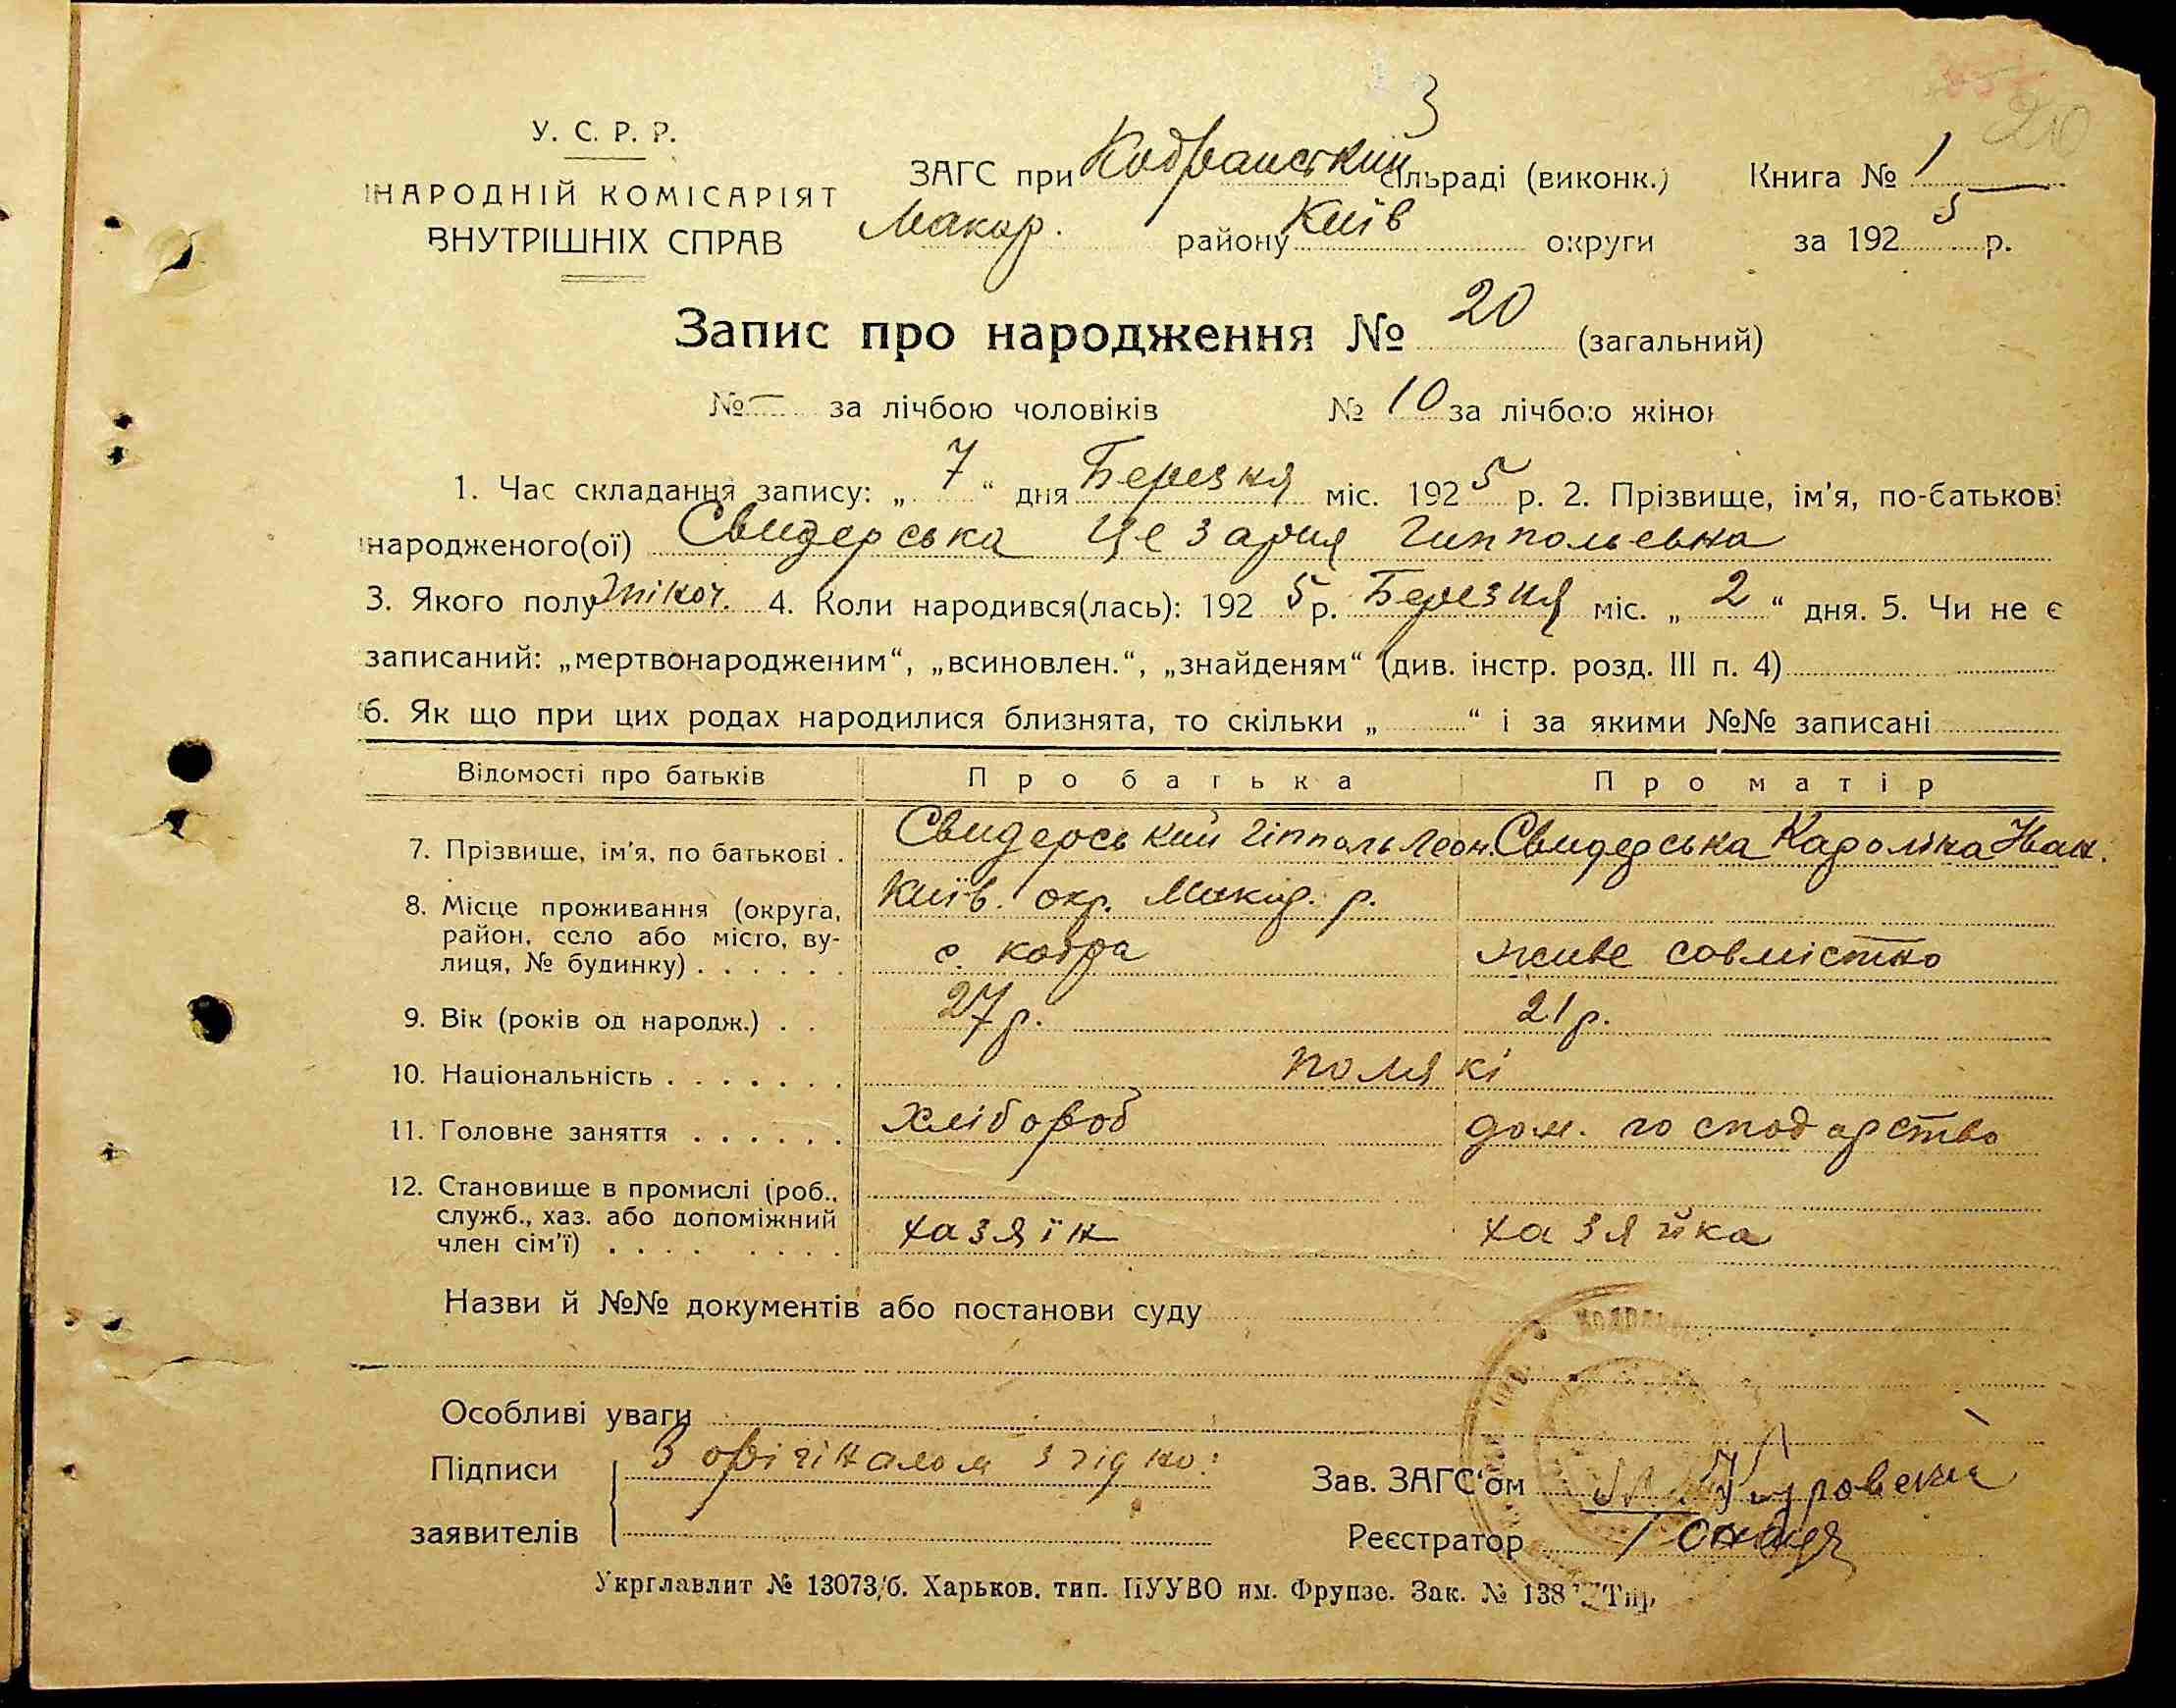 3
20
У. С. Р. Р.
НАРОДНІЙ КОМІСАРІЯТ
ВНУТРІШНІХ СПРАВ
ЗАГС при Кодранський сільраді (виконк.) Книга № 1
Макар. району Київ округи за 1925 р.
Запис про народження № 20 (загальний)
№ — за лічбою чоловіків № 10 за лічбою жінок
1. Час складання запису: „ 7 “ дня Березня міс. 1925 р. 2. Прізвище, ім'я, по-батькові
народженого(ої) Свидерська Цезария Гиппольевна
3. Якого полу жіноч. 4. Коли народився(лась): 1925 р. Березня міс. „ 2 “ дня. 5. Чи не є
записаний: „мертвонародженим“, „всиновлен.“, „знайденям“ (див. інстр. розд. III п. 4)
6. Як що при цих родах народилися близнята, то скільки „ “ і за якими №№ записані
Відомості про батьків Про батька Про матір
7. Прізвище, ім'я, по батькові . Свидерський Гіпполь Леон. Свидерська Кароліна Іван.
8. Місце проживання (округа, Київ. окр. Макар. р.
район, село або місто, ву- с. кодра живе совмістно
лиця, № будинку) . . . . . .
9. Вік (років од народж.) . . 27 р. 21 р.
10. Національність . . . . . . . поляки
11. Головне заняття . . . . . . хлібороб дом. господарство
12. Становище в промислі (роб.,
служб., хаз. або допоміжний хазяїн хазяйка
член сім'ї) . . . . . . . .
Назви й №№ документів або постанови суду
Особливі уваги
Підписи З орігіналом згідно: Зав. ЗАГС'ом
заявителів Реєстратор
Укрглавлит № 13073/б. Харьков, тип. ПУУВО им. Фрунзе. Зак. № 138